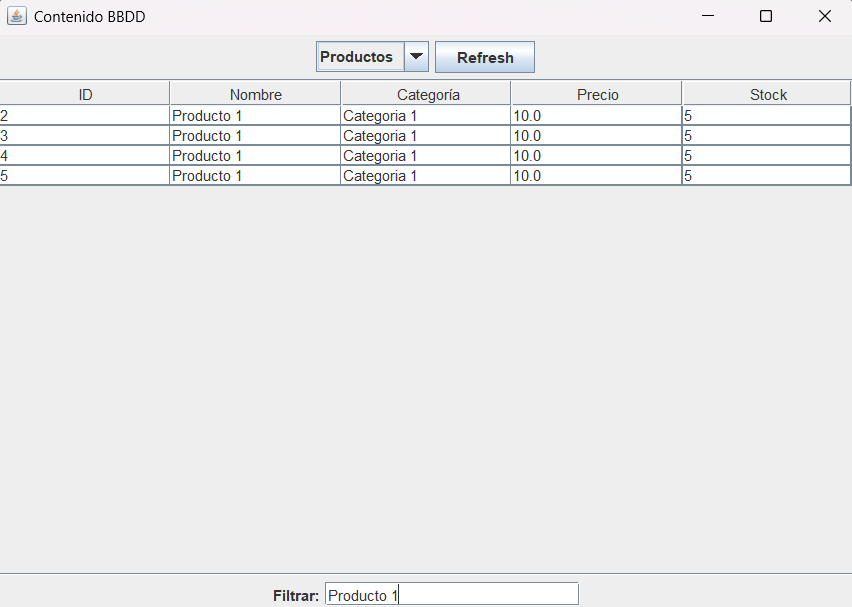 Contenido BBDD
Productos Refresh
ID Nombre Categoría Precio Stock
2 Producto 1 Categoria 1 10.0 5
3 Producto 1 Categoria 1 10.0 5
4 Producto 1 Categoria 1 10.0 5
5 Producto 1 Categoria 1 10.0 5
Filtrar: Producto 1